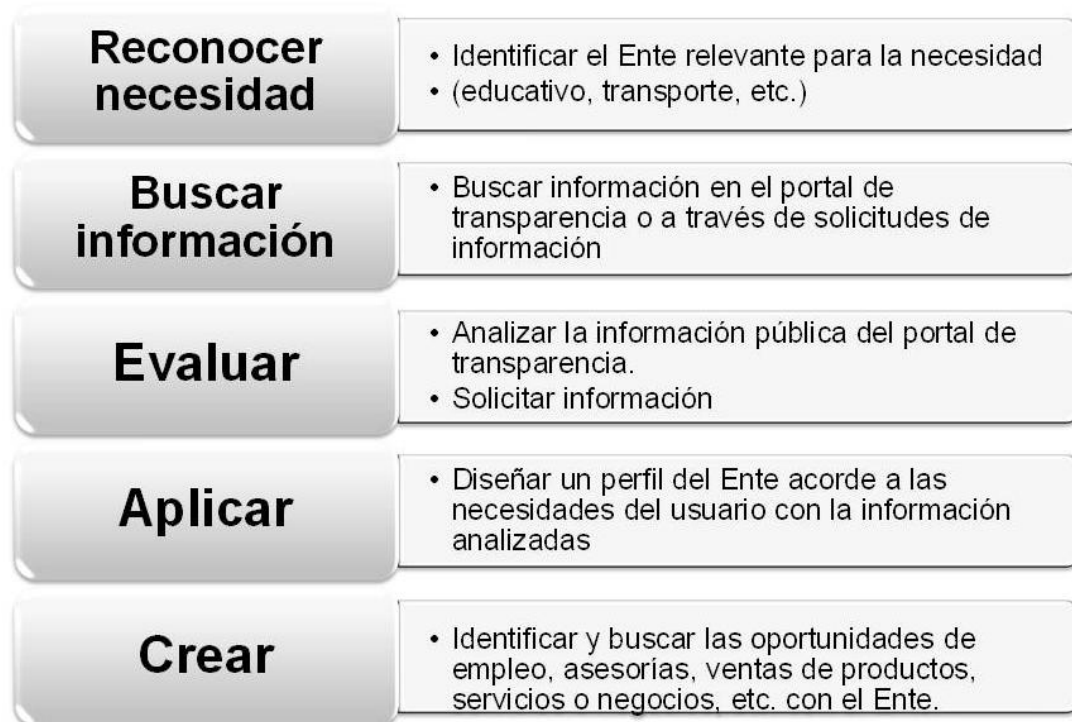 Reconocer
necesidad
• Identificar el Ente relevante para la necesidad
• (educativo, transporte, etc.)
Buscar
información
• Buscar información en el portal de
transparencia o a través de solicitudes de
información
Evaluar
• Analizar la información pública del portal de
transparencia.
• Solicitar información
Aplicar
• Diseñar un perfil del Ente acorde a las
necesidades del usuario con la información
analizadas
Crear
• Identificar y buscar las oportunidades de
empleo, asesorías, ventas de productos,
servicios o negocios, etc. con el Ente.